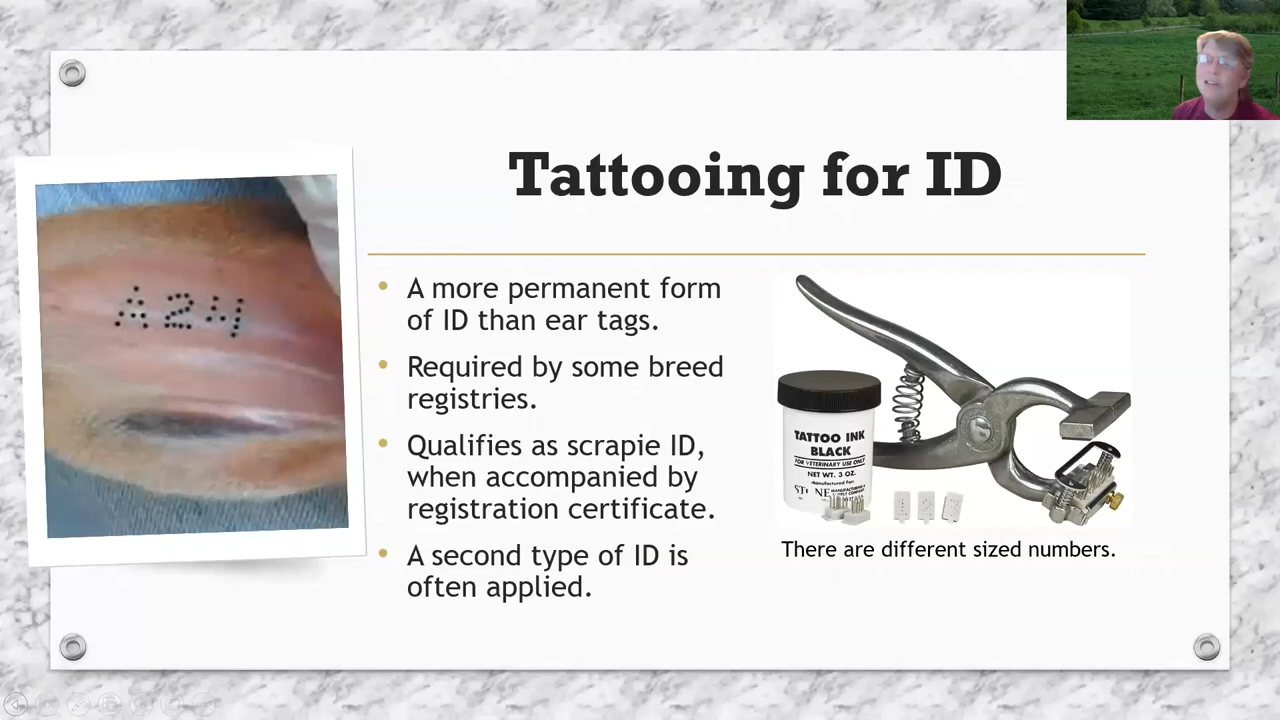 Tattooing for ID
A24
A more permanent form
of ID than ear tags.
Required by some breed
registries.
Qualifies as scrapie ID,
when accompanied by
registration certificate.
A second type of ID is
often applied.
TATTOO INK
BLACK
FOR VETERINARY USE ONLY
NET WT. 3 OZ.
Manufactured For:
There are different sized numbers.